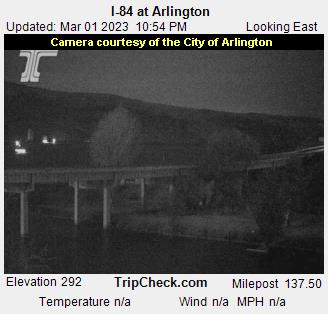 I-84 at Arlington
Updated: Mar 01 2023 10:54 PM Looking East
Camera courtesy of the City of Arlington
Elevation 292 TripCheck.com Milepost 137.50
Temperature n/a Wind n/a MPH n/a